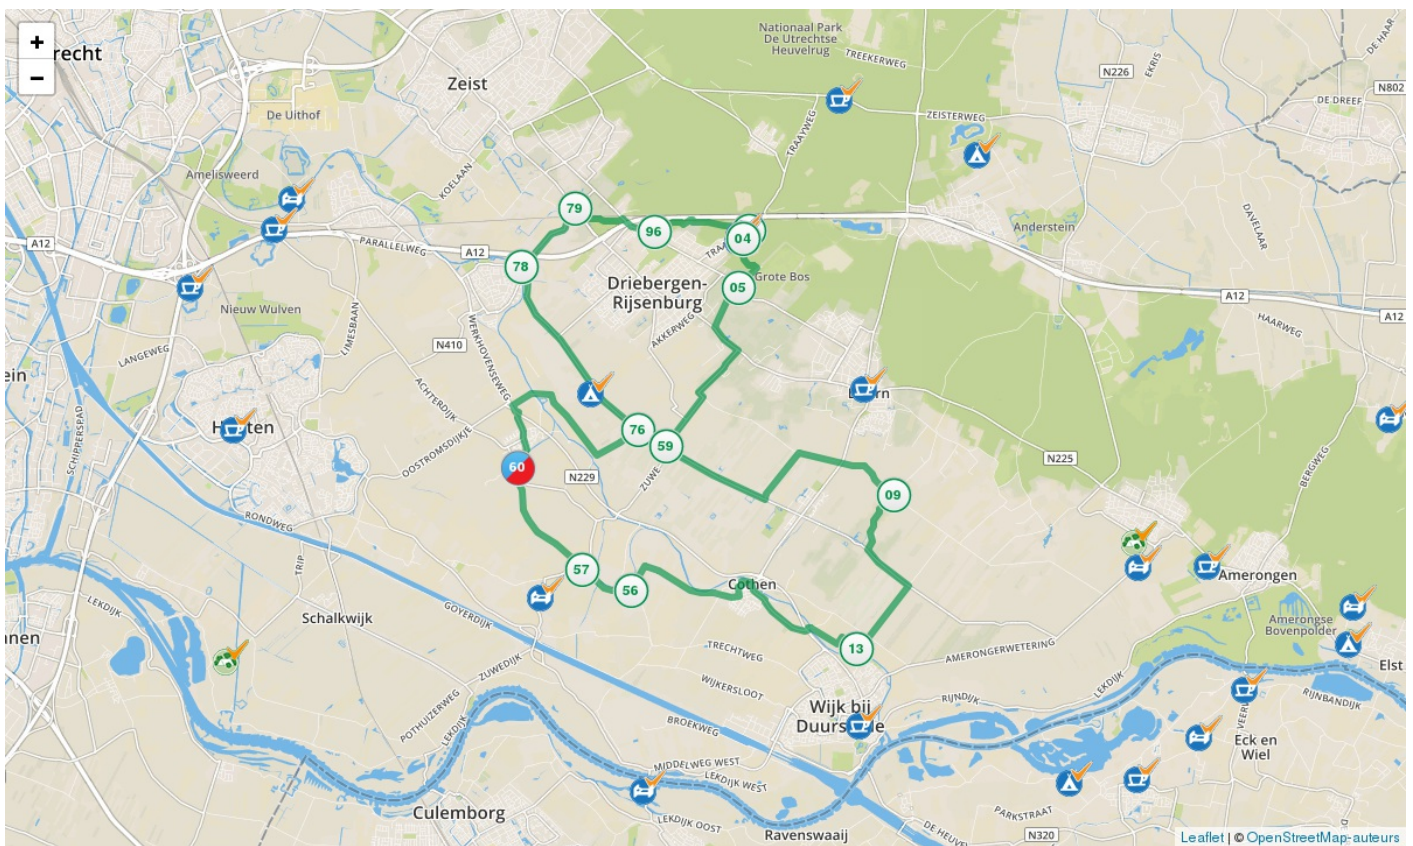 +
−
recht
Zeist
De Uithof
Amelisweerd
KOELAAN
Nationaal Park
De Utrechtse
Heuvelrug
TREEKERWEG
TRAAYWEG
ZEISTERWEG
N226
EKRIS
DE HAAR
N802
DE DREEF
A12
PARALLELWEG
A12
79
96
04
78
05
TRAA
Grote Bos
Driebergen-
Rijsenburg
Anderstein
DAVELAAR
A12
A12
HAARWEG
Nieuw Wulven
LIMESBAAN
LANGEWEG
N410
WERKHOVENSEWEG
AKKERWEG
ein
ACHTERDIJK
OOSTROMSDIJKJE
SCHIPPERSPAD
76
59
60
N229
ZUWE
09
N225
BERGWEG
RONDWEG
TRIP
57
56
Cothen
13
Amerongen
Amerongse
Bovenpolder
Elst
LEKDIJK
nnen
Schalkwijk
GOYERDIJK
ZUWEDIJK
POTHUIZERWEG
LEKDIJK
TRECHTWEG
WIJKERSLOOT
BROEKWEG
AMERONGERWETERING
Wijk bij
RIJNDIJK
LEKDIJK
RIJNBANDIJK
Eck en
Wiel
MIDDELWEG WEST
LEKDIJK WEST
LEKDIJK OOST
Culemborg
Ravenswaaij
PARKSTRAAT
N320
Leaflet | © OpenStreetMap-auteurs